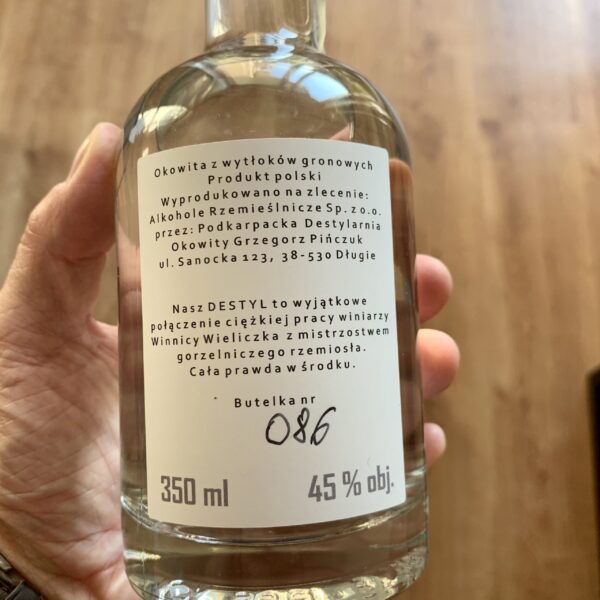 Okowita z wytłoków gronowych
Produkt polski
Wyprodukowano na zlecenie:
Alkohole Rzemieślnicze Sp. z o.o.
przez: Podkarpacka Destylarnia
Okowity Grzegorz Pińczuk
ul. Sanocka 123, 38-530 Długie
Nasz DESTYL to wyjątkowe
połączenie ciężkiej pracy winiarzy
Winnicy Wieliczka z mistrzostwem
gorzelniczego rzemiosła.
Cała prawda w środku.
Butelka nr
086
350 ml 45 % obj.